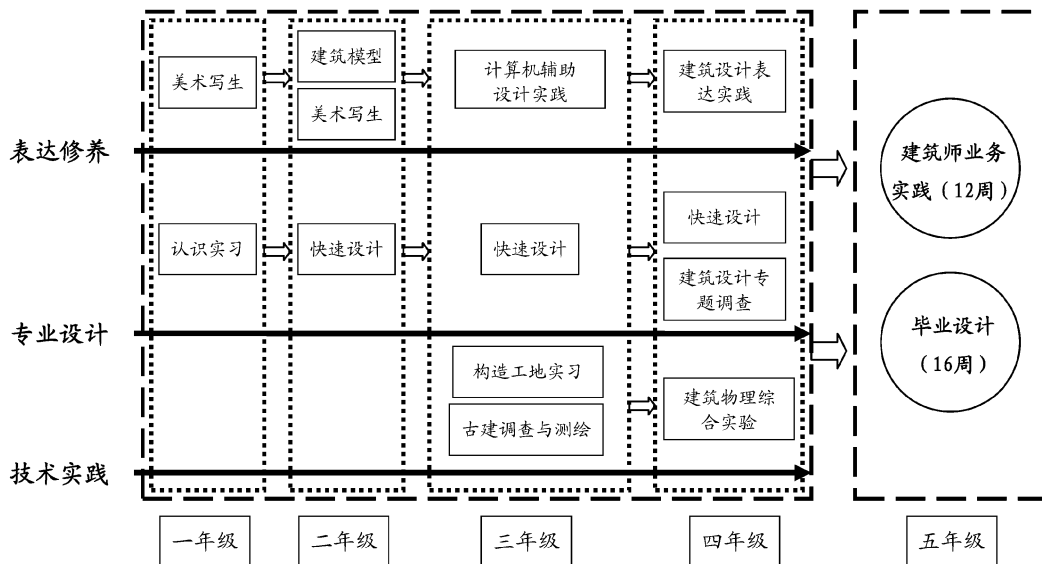 美术写生
建筑模型
美术写生
计算机辅助
设计实践
建筑设计表
达实践
表达修养
认识实习
快速设计
快速设计
快速设计
建筑设计专
题调查
专业设计
构造工地实习
古建调查与测绘
建筑物理综
合实验
技术实践
建筑师业务
实践（12周）
毕业设计
（16周）
一年级
二年级
三年级
四年级
五年级